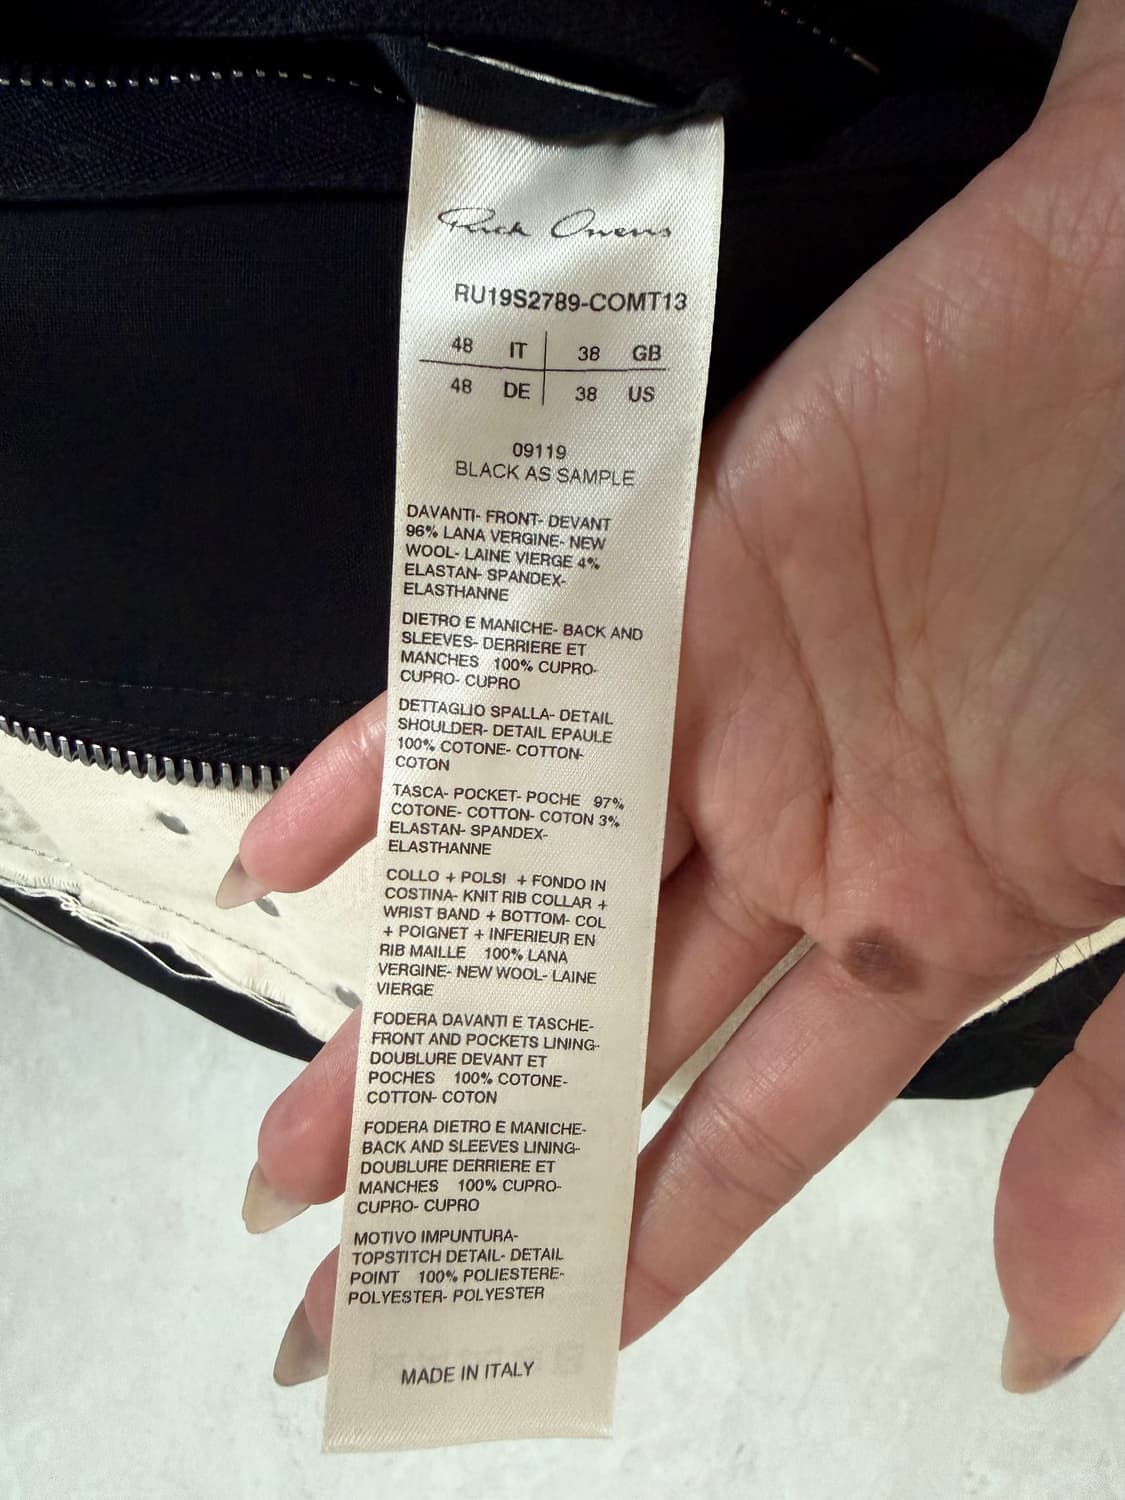 Rick Owens
RU19S2789-COMT13
48 IT 38 GB
48 DE 38 US
09119
BLACK AS SAMPLE
DAVANTI- FRONT- DEVANT
96% LANA VERGINE- NEW
WOOL- LAINE VIERGE 4%
ELASTAN- SPANDEX-
ELASTHANNE
DIETRO E MANICHE- BACK AND
SLEEVES- DERRIERE ET
MANCHES 100% CUPRO-
CUPRO- CUPRO
DETTAGLIO SPALLA- DETAIL
SHOULDER- DETAIL EPAULE
100% COTONE- COTTON-
COTON
TASCA- POCKET- POCHE 97%
COTONE- COTTON- COTON 3%
ELASTAN- SPANDEX-
ELASTHANNE
COLLO + POLSI + FONDO IN
COSTINA- KNIT RIB COLLAR +
WRIST BAND + BOTTOM- COL
+ POIGNET + INFERIEUR EN
RIB MAILLE 100% LANA
VERGINE- NEW WOOL- LAINE
VIERGE
FODERA DAVANTI E TASCHE-
FRONT AND POCKETS LINING-
DOUBLURE DEVANT ET
POCHES 100% COTONE-
COTTON- COTON
FODERA DIETRO E MANICHE-
BACK AND SLEEVES LINING-
DOUBLURE DERRIERE ET
MANCHES 100% CUPRO-
CUPRO- CUPRO
MOTIVO IMPUNTURA-
TOPSTITCH DETAIL- DETAIL
POINT 100% POLIESTERE-
POLYESTER- POLYESTER
MADE IN ITALY